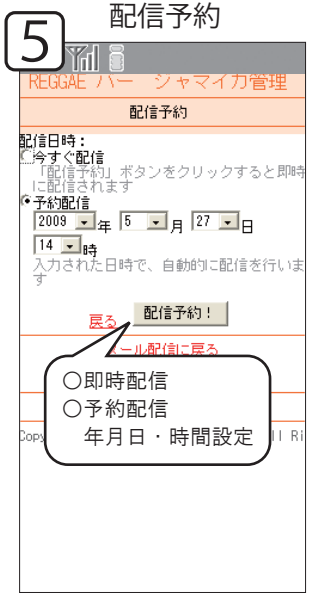 配信予約
5
REGGAE バー　シャマイカ管理
配信予約
配信日時：
今すぐ配信
「配信予約」ボタンをクリックすると即時
に配信されます
予約配信
2009 年 5 月 27 日
14 時
入力された日時で、自動的に配信を行いま
す
戻る 配信予約！
メール配信に戻る
○即時配信
○予約配信
年月日・時間設定
Copy
ll Ri